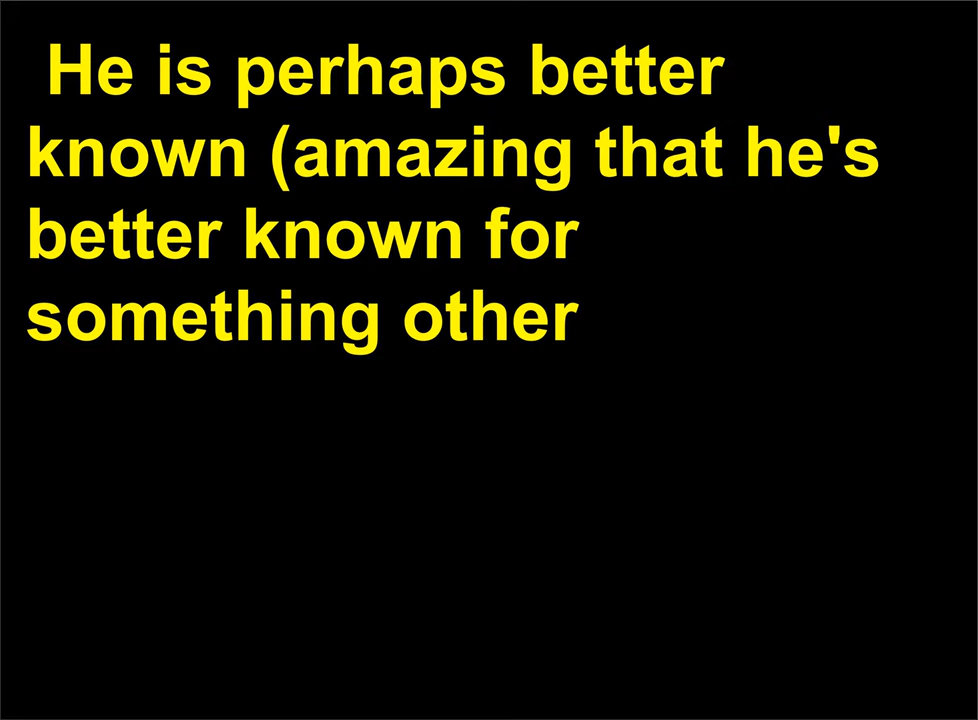 He is perhaps better
known (amazing that he's
better known for
something other